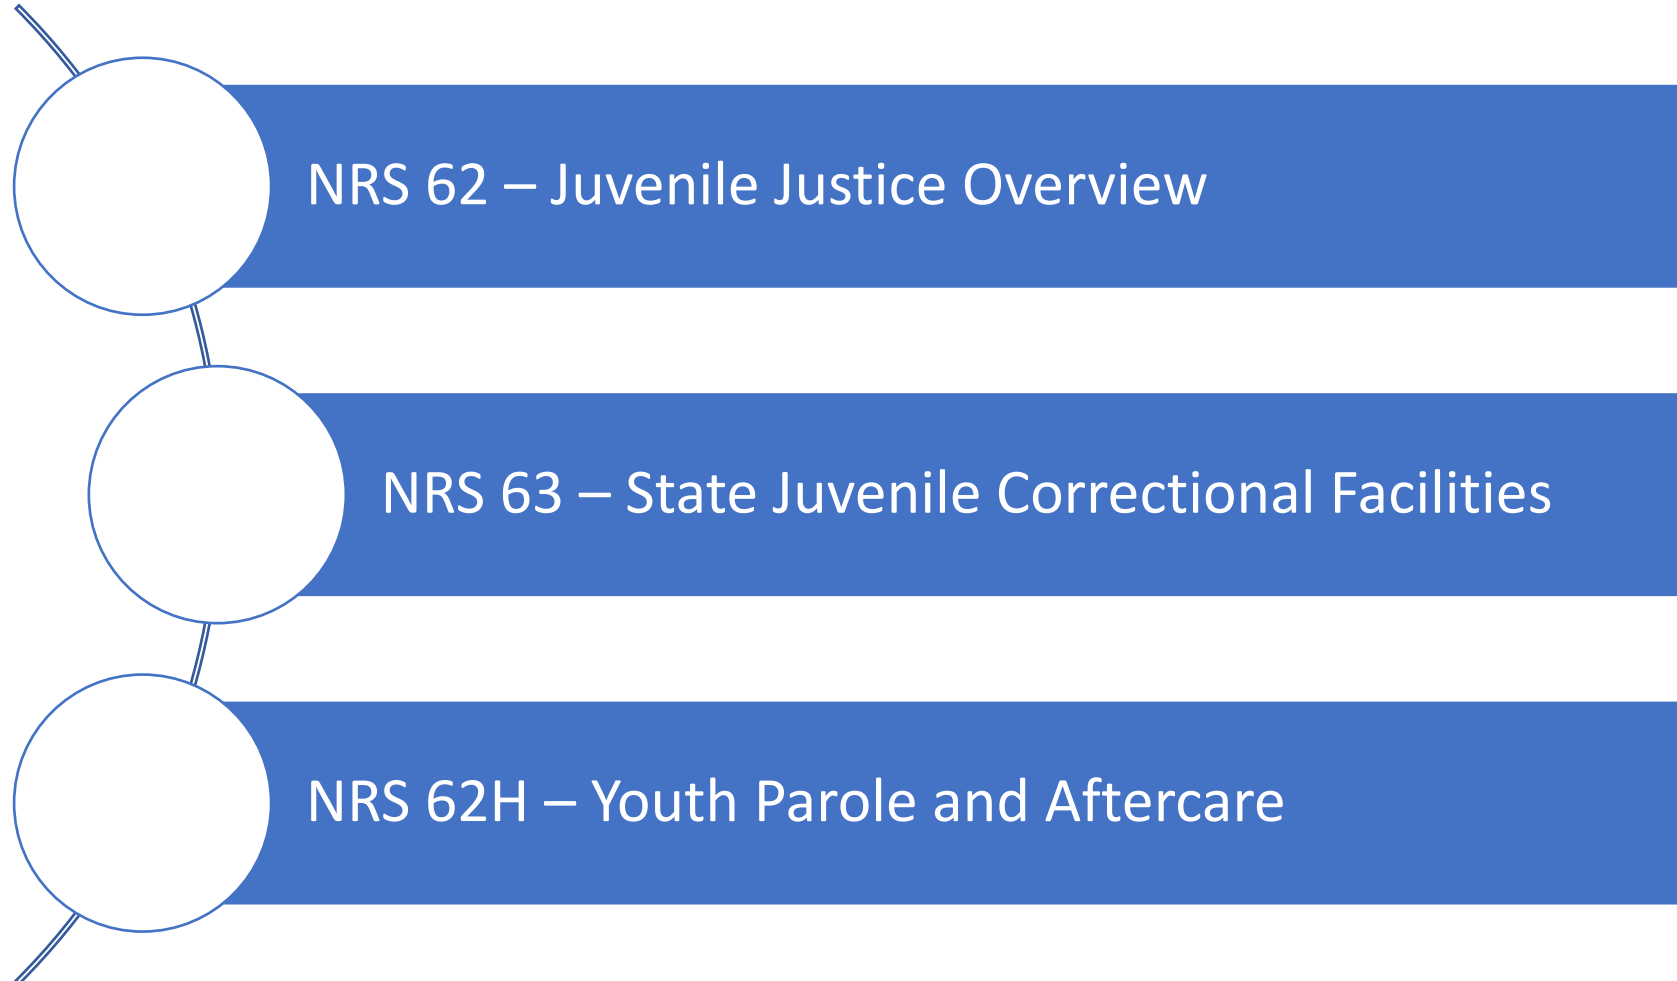 NRS 62 – Juvenile Justice Overview
NRS 63 – State Juvenile Correctional Facilities
NRS 62H – Youth Parole and Aftercare